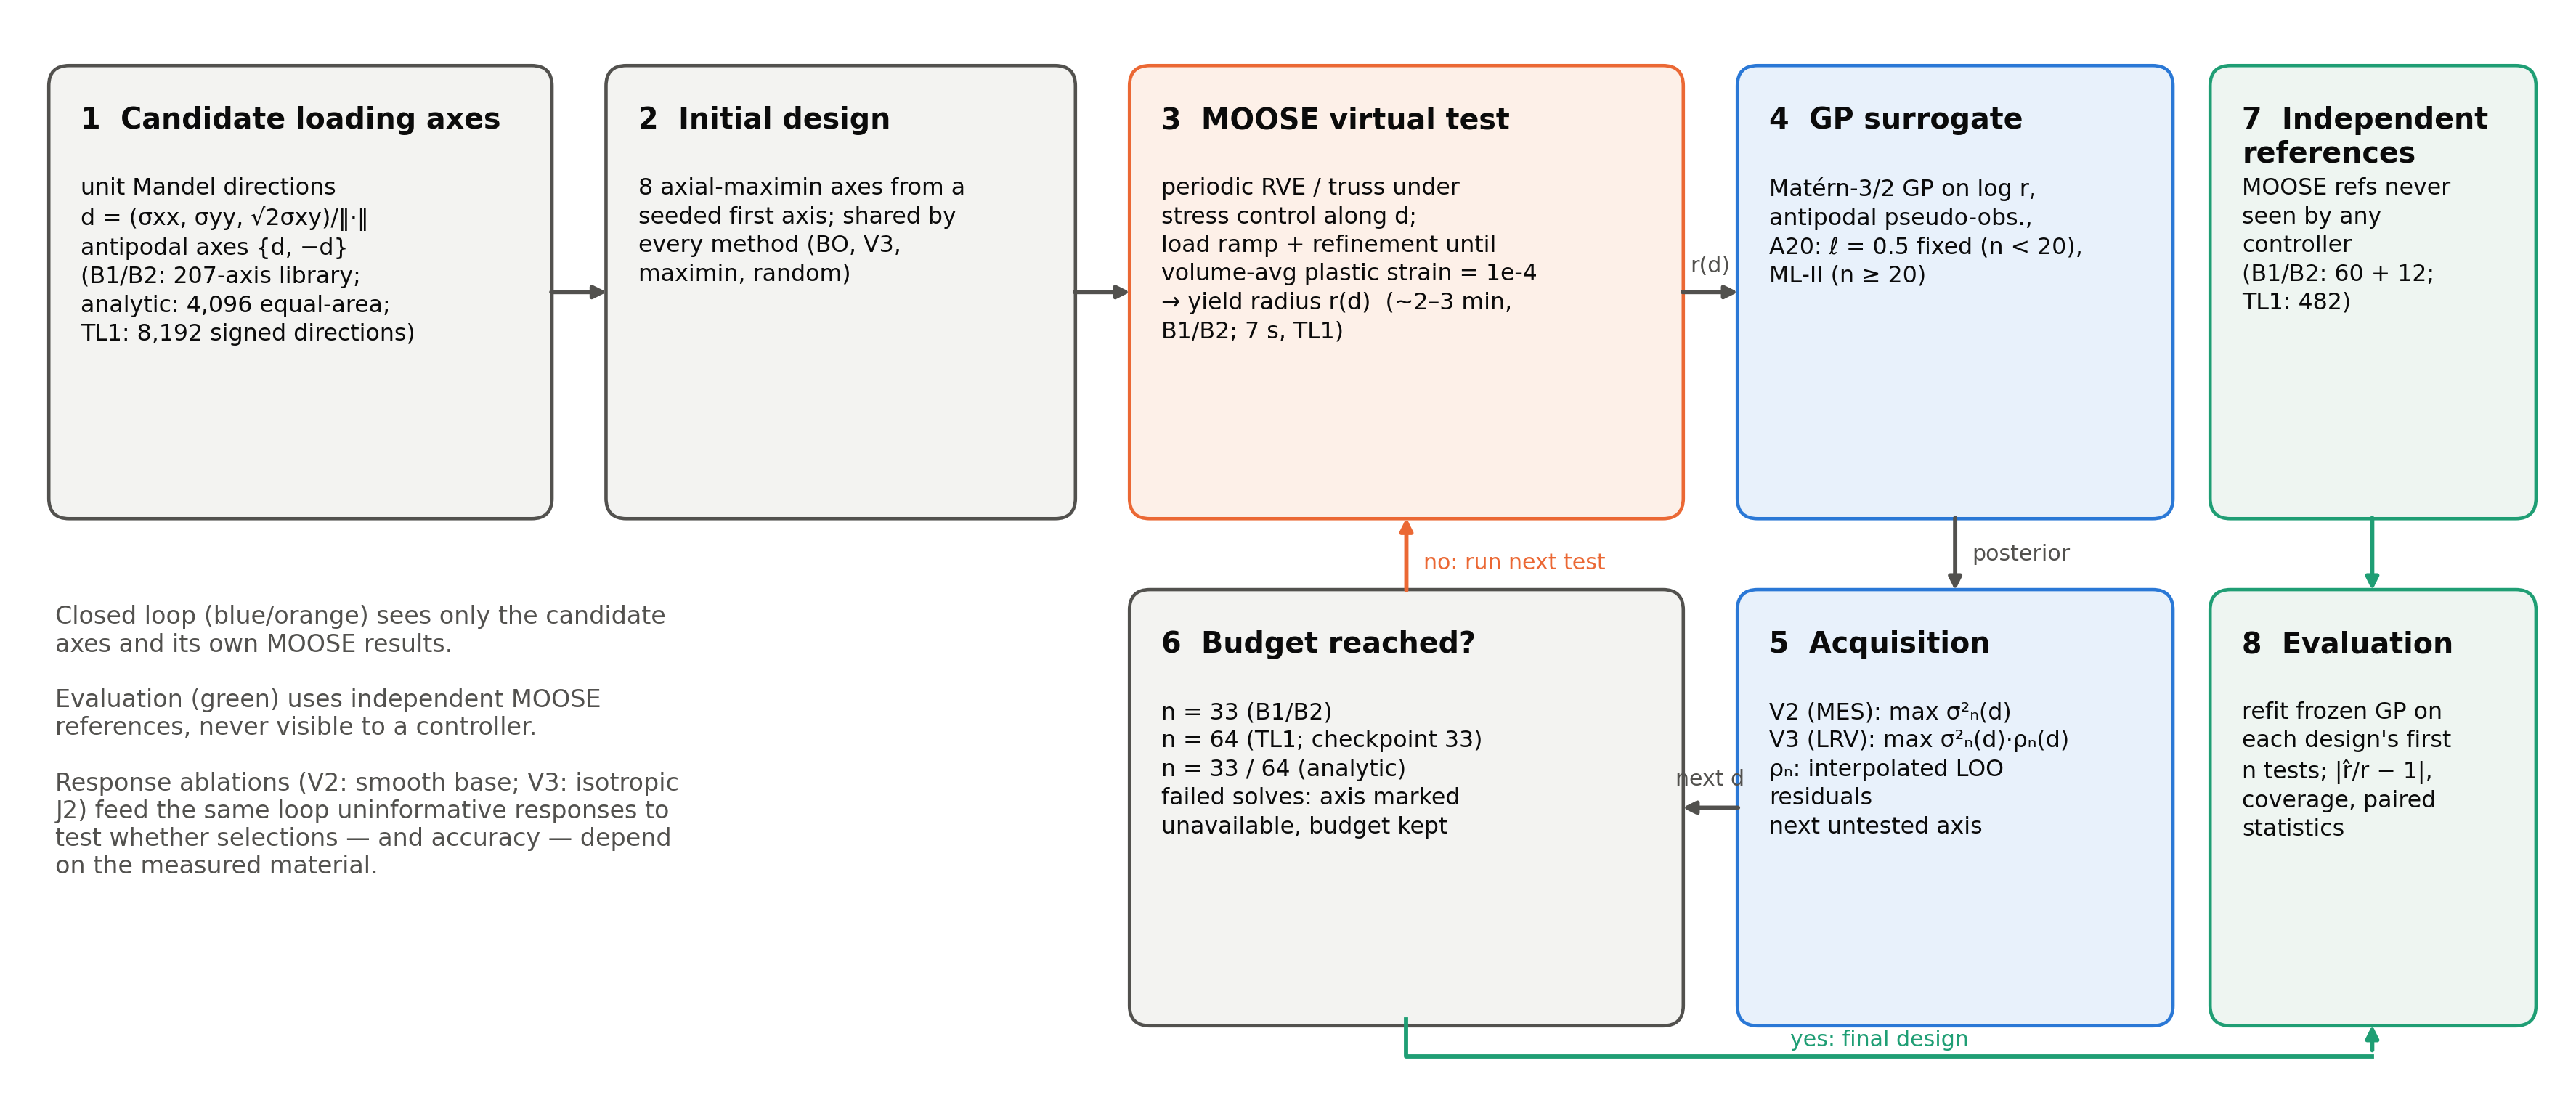 1  Candidate loading axes
unit Mandel directions
d = (σxx, σyy, √2σxy)/‖·‖
antipodal axes {d, −d}
(B1/B2: 207-axis library;
analytic: 4,096 equal-area;
TL1: 8,192 signed directions)
2  Initial design
8 axial-maximin axes from a
seeded first axis; shared by
every method (BO, V3,
maximin, random)
3  MOOSE virtual test
periodic RVE / truss under
stress control along d;
load ramp + refinement until
volume-avg plastic strain = 1e-4
→ yield radius r(d)  (~2–3 min,
B1/B2; 7 s, TL1)
r(d)
4  GP surrogate
Matérn-3/2 GP on log r,
antipodal pseudo-obs.,
A20: ℓ = 0.5 fixed (n < 20),
ML-II (n ≥ 20)
7  Independent
references
MOOSE refs never
seen by any
controller
(B1/B2: 60 + 12;
TL1: 482)
no: run next test
posterior
Closed loop (blue/orange) sees only the candidate
axes and its own MOOSE results.
Evaluation (green) uses independent MOOSE
references, never visible to a controller.
Response ablations (V2: smooth base; V3: isotropic
J2) feed the same loop uninformative responses to
test whether selections — and accuracy — depend
on the measured material.
6  Budget reached?
n = 33 (B1/B2)
n = 64 (TL1; checkpoint 33)
n = 33 / 64 (analytic)
failed solves: axis marked
unavailable, budget kept
next d
5  Acquisition
V2 (MES): max σ²ₙ(d)
V3 (LRV): max σ²ₙ(d)·ρₙ(d)
ρₙ: interpolated LOO
residuals
next untested axis
8  Evaluation
refit frozen GP on
each design's first
n tests; |r̂/r − 1|,
coverage, paired
statistics
yes: final design